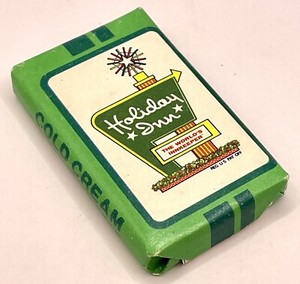 Holiday
Inn
THE WORLD'S
INNKEEPER
REG. U.S. PAT. OFF.
COLD CREAM